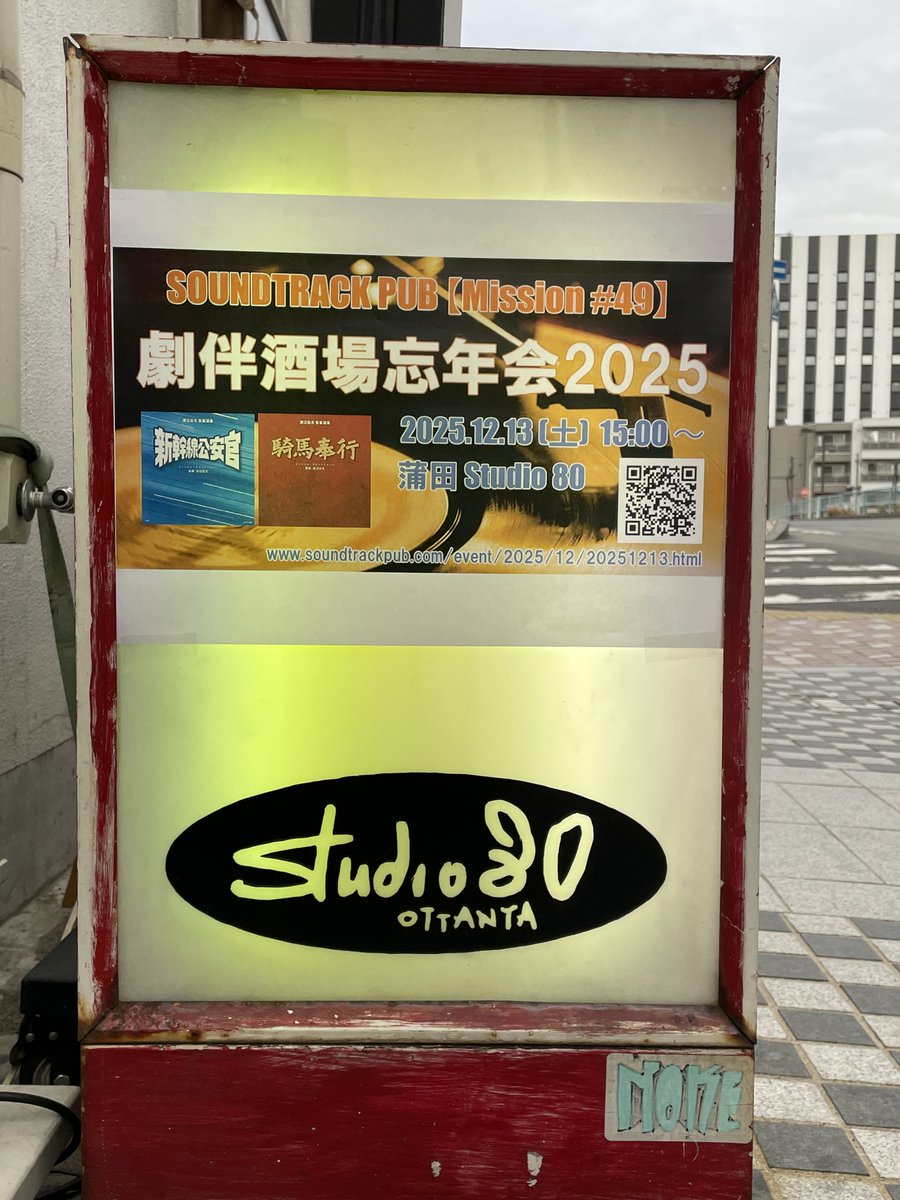 SOUNDTRACK PUB【Mission #49】
劇伴酒場忘年会2025
新幹線公安官
騎馬奉行
2025.12.13（土） 15:00～
蒲田 Studio 80
www.soundtrackpub.com/event/2025/12/20251213.html
Studio 80
OTTANTA